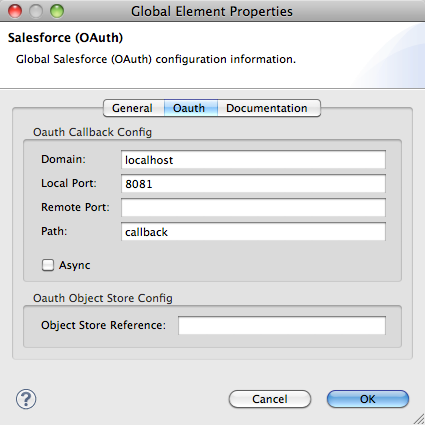 Global Element Properties
Salesforce (OAuth)
Global Salesforce (OAuth) configuration information.
General Oauth Documentation
Oauth Callback Config
Domain: localhost
Local Port: 8081
Remote Port:
Path: callback
Async
Oauth Object Store Config
Object Store Reference:
? Cancel OK